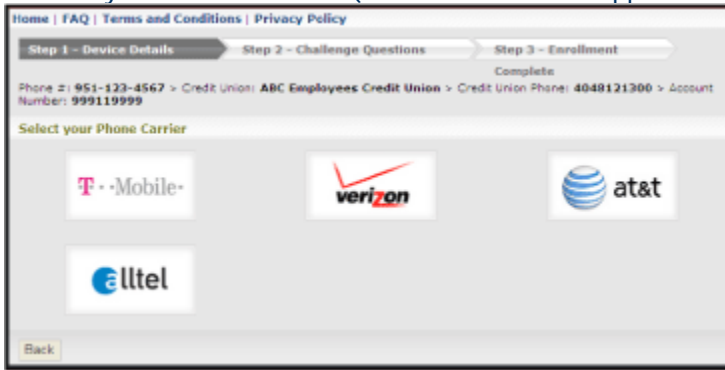 Home | FAQ | Terms and Conditions | Privacy Policy
Step 1 - Device Details
Step 2 - Challenge Questions
Step 3 - Enrollment
Complete
Phone #: 951-123-4567 > Credit Union: ABC Employees Credit Union > Credit Union Phone: 4048121300 > Account
Number: 999119999
Select your Phone Carrier
T··Mobile·
verizon
at&t
alltel
Back